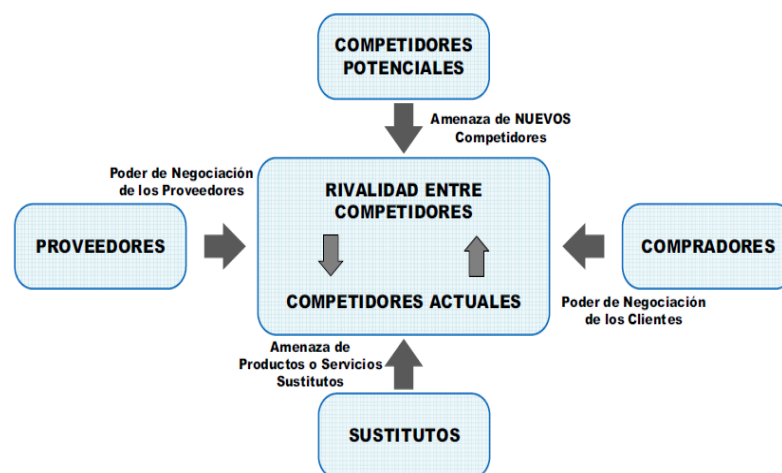 COMPETIDORES
POTENCIALES
Amenaza de NUEVOS
Competidores
Poder de Negociación
de los Proveedores
RIVALIDAD ENTRE
COMPETIDORES
PROVEEDORES
COMPRADORES
COMPETIDORES ACTUALES
Poder de Negociación
de los Clientes
Amenaza de
Productos o Servicios
Sustitutos
SUSTITUTOS